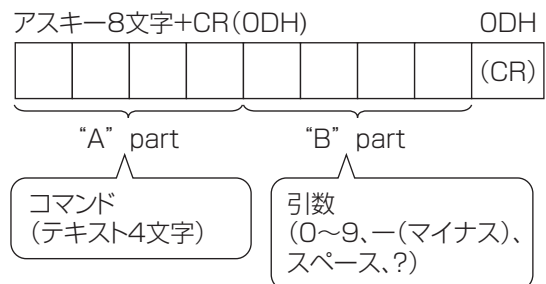 アスキー8文字+CR(0DH)
0DH
(CR)
“A” part
“B” part
コマンド
(テキスト4文字)
引数
(0〜9、ー(マイナス)、
スペース、?)